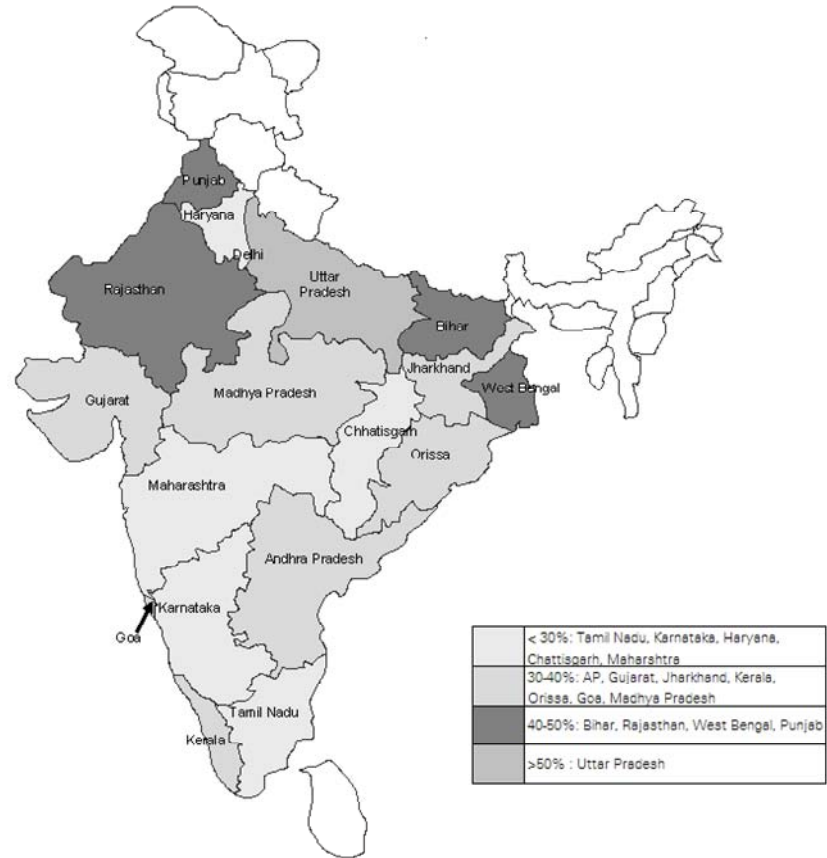 Punjab
Haryana
Delhi
Rajasthan
Uttar
Pradesh
Bihar
Jharkhand
West Bengal
Gujarat
Madhya Pradesh
Chhatisgarh
Orissa
Maharashtra
Andhra Pradesh
Karnataka
Goa
Tamil Nadu
Kerala
< 30%: Tamil Nadu, Karnataka, Haryana,
Chattisgarh, Maharshtra
30-40%: AP, Gujarat, Jharkhand, Kerala,
Orissa, Goa, Madhya Pradesh
40-50%: Bihar, Rajasthan, West Bengal, Punjab
>50% : Uttar Pradesh